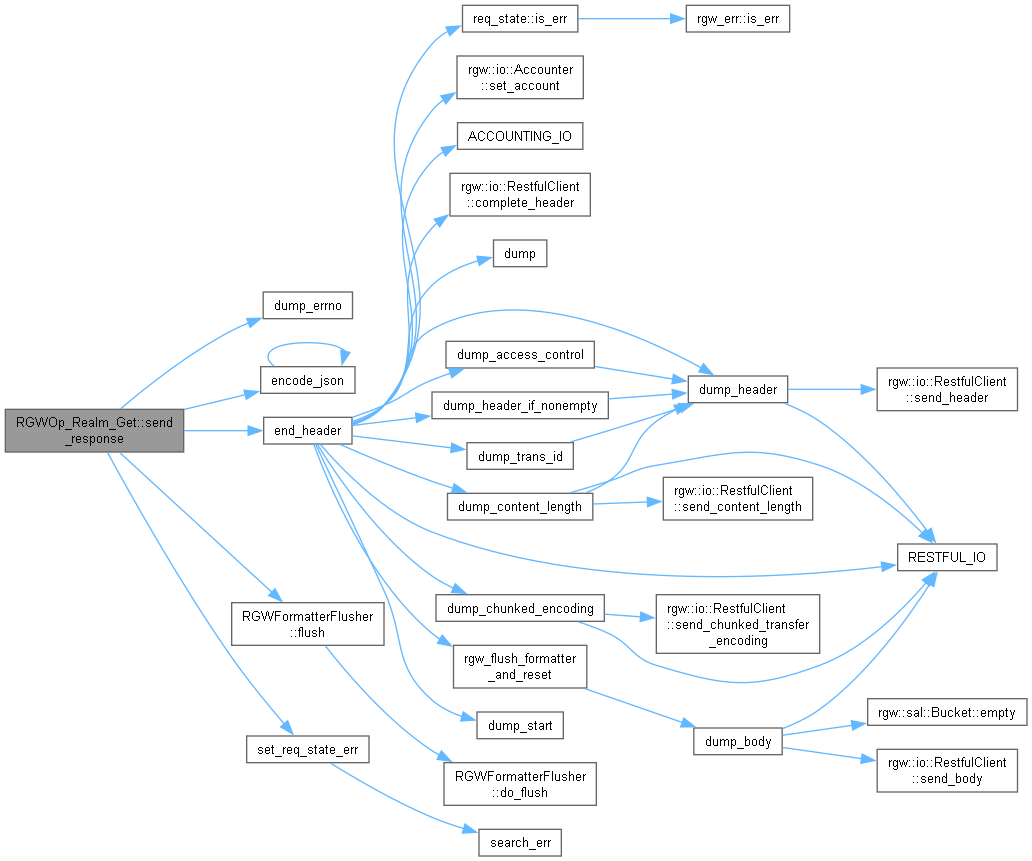 req_state::is_err
rgw_err::is_err
rgw::io::Accounter
::set_account
ACCOUNTING_IO
rgw::io::RestfulClient
::complete_header
dump
dump_errno
encode_json
RGWOp_Realm_Get::send
_response
end_header
dump_access_control
dump_header
rgw::io::RestfulClient
::send_header
dump_header_if_nonempty
dump_trans_id
dump_content_length
rgw::io::RestfulClient
::send_content_length
RESTFUL_IO
dump_chunked_encoding
rgw::io::RestfulClient
::send_chunked_transfer
_encoding
RGWFormatterFlusher
::flush
rgw_flush_formatter
_and_reset
dump_start
dump_body
rgw::sal::Bucket::empty
rgw::io::RestfulClient
::send_body
set_req_state_err
RGWFormatterFlusher
::do_flush
search_err